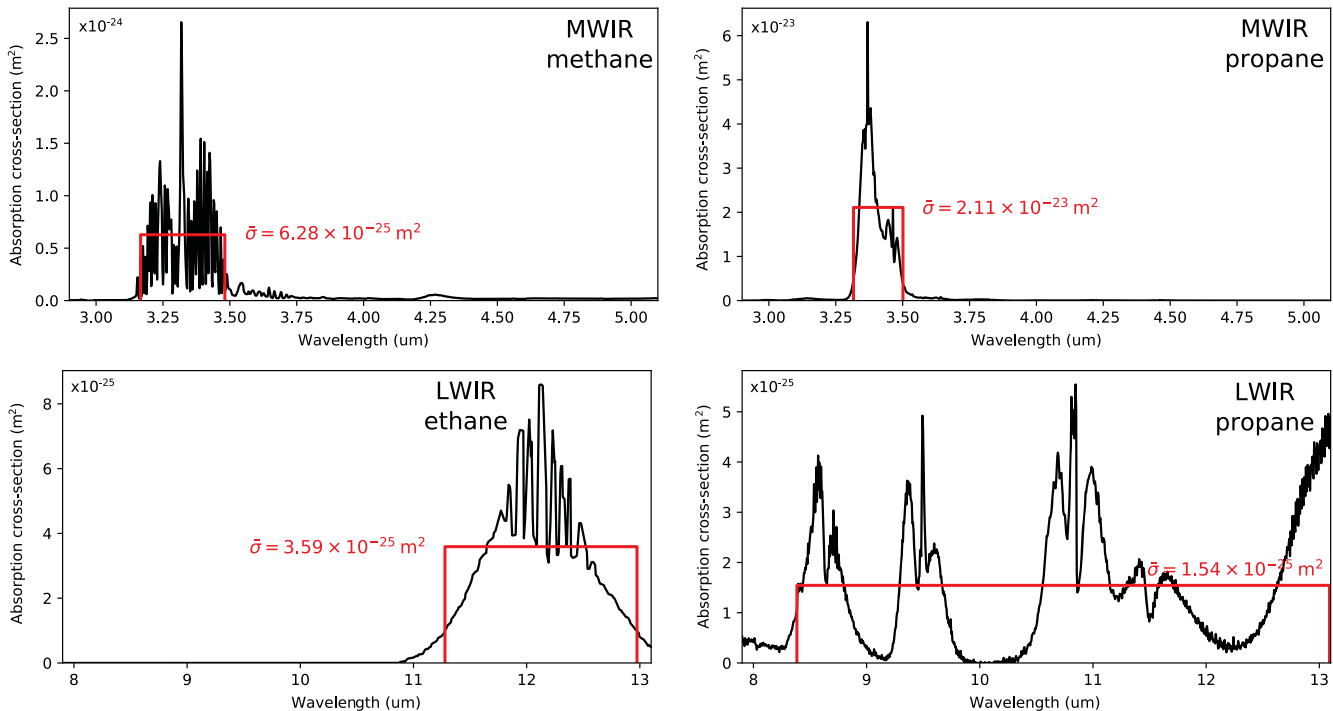 x10⁻²⁴
MWIR
methane
Absorption cross-section (m²)
2.5
2.0
1.5
1.0
0.5
0.0
σ̄ = 6.28 × 10⁻²⁵ m²
3.00 3.25 3.50 3.75 4.00 4.25 4.50 4.75 5.00
Wavelength (um)
x10⁻²³
MWIR
propane
Absorption cross-section (m²)
6
5
4
3
2
1
0
σ̄ = 2.11 × 10⁻²³ m²
3.00 3.25 3.50 3.75 4.00 4.25 4.50 4.75 5.00
Wavelength (um)
x10⁻²⁵
LWIR
ethane
Absorption cross-section (m²)
8
6
4
2
0
σ̄ = 3.59 × 10⁻²⁵ m²
8 9 10 11 12 13
Wavelength (um)
x10⁻²⁵
LWIR
propane
Absorption cross-section (m²)
5
4
3
2
1
0
σ̄ = 1.54 × 10⁻²⁵ m²
8 9 10 11 12 13
Wavelength (um)